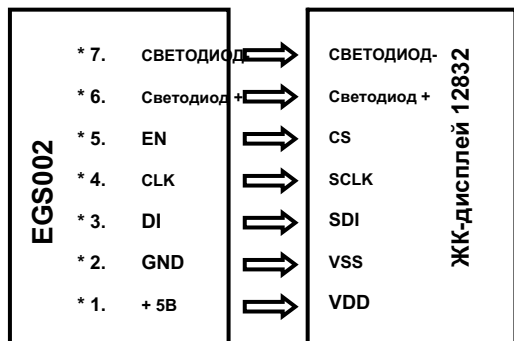 * 7. СВЕТОДИОД- СВЕТОДИОД-
* 6. Светодиод + Светодиод +
* 5. EN CS
* 4. CLK SCLK
* 3. DI SDI
* 2. GND VSS
* 1. + 5В VDD
EGS002
ЖК-дисплей 12832